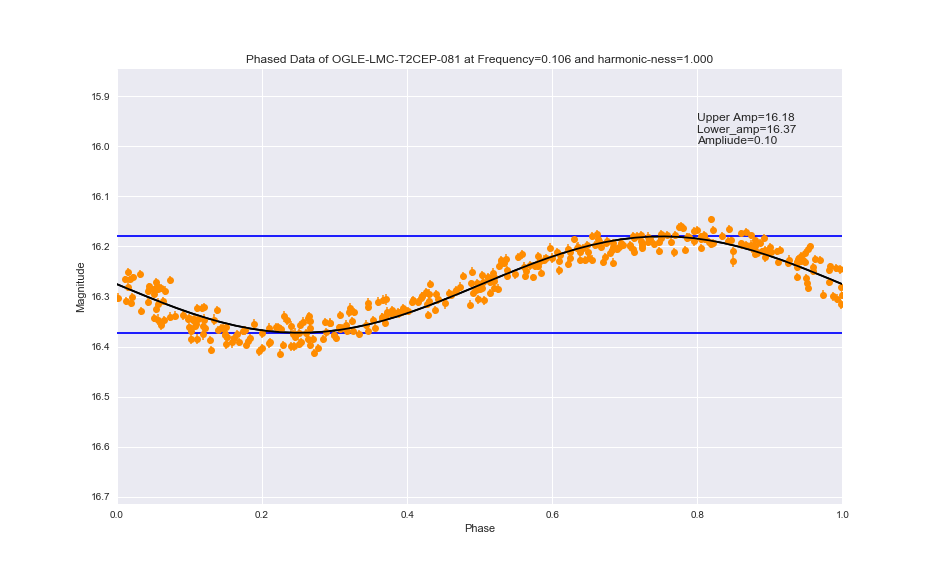 Phased Data of OGLE-LMC-T2CEP-081 at Frequency=0.106 and harmonic-ness=1.000
15.9
16.0
16.1
16.2
16.3
16.4
16.5
16.6
16.7
Magnitude
Upper Amp=16.18
Lower_amp=16.37
Ampliude=0.10
0.0 0.2 0.4 0.6 0.8 1.0
Phase